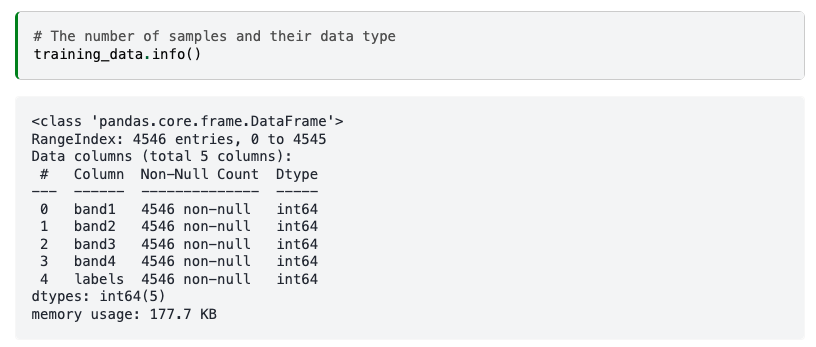 # The number of samples and their data type
training_data.info()
<class 'pandas.core.frame.DataFrame'>
RangeIndex: 4546 entries, 0 to 4545
Data columns (total 5 columns):
 #   Column  Non-Null Count  Dtype
---  ------  --------------  -----
 0   band1   4546 non-null   int64
 1   band2   4546 non-null   int64
 2   band3   4546 non-null   int64
 3   band4   4546 non-null   int64
 4   labels  4546 non-null   int64
dtypes: int64(5)
memory usage: 177.7 KB